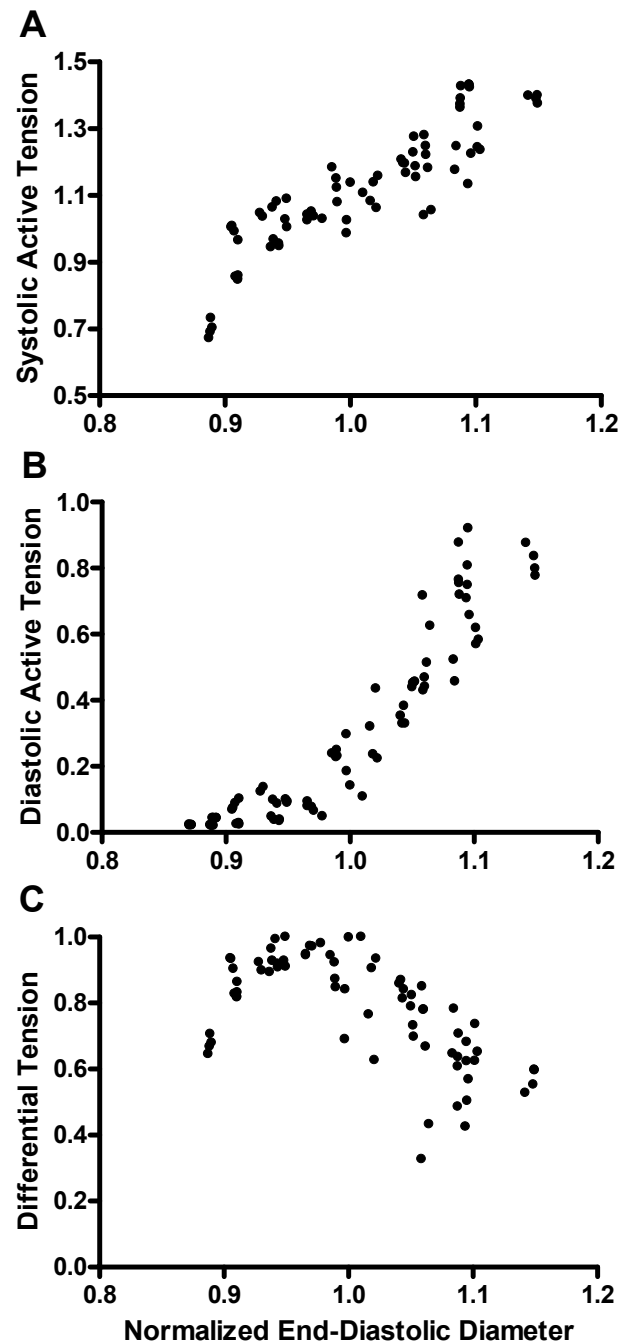 A
Systolic Active Tension
1.5
1.3
1.1
0.9
0.7
0.5
0.8 0.9 1.0 1.1 1.2
B
Diastolic Active Tension
1.0
0.8
0.6
0.4
0.2
0.0
0.8 0.9 1.0 1.1 1.2
C
Differential Tension
1.0
0.8
0.6
0.4
0.2
0.0
0.8 0.9 1.0 1.1 1.2
Normalized End-Diastolic Diameter